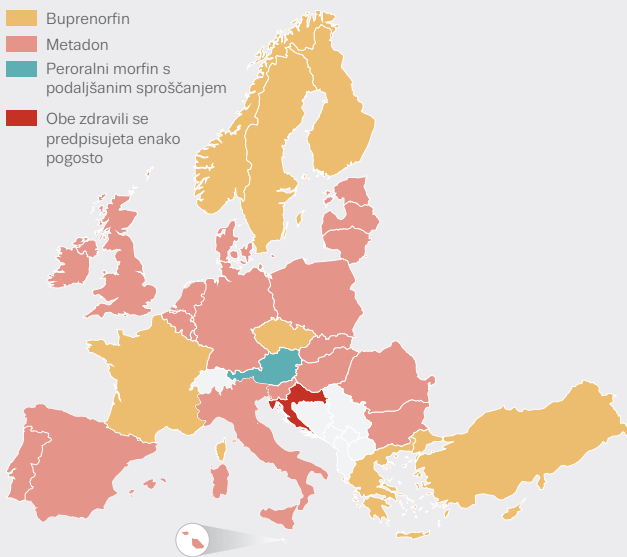 Buprenorfin
Metadon
Peroralni morfin s
podaljšanim sproščanjem
Obe zdravili se
predpisujeta enako
pogosto